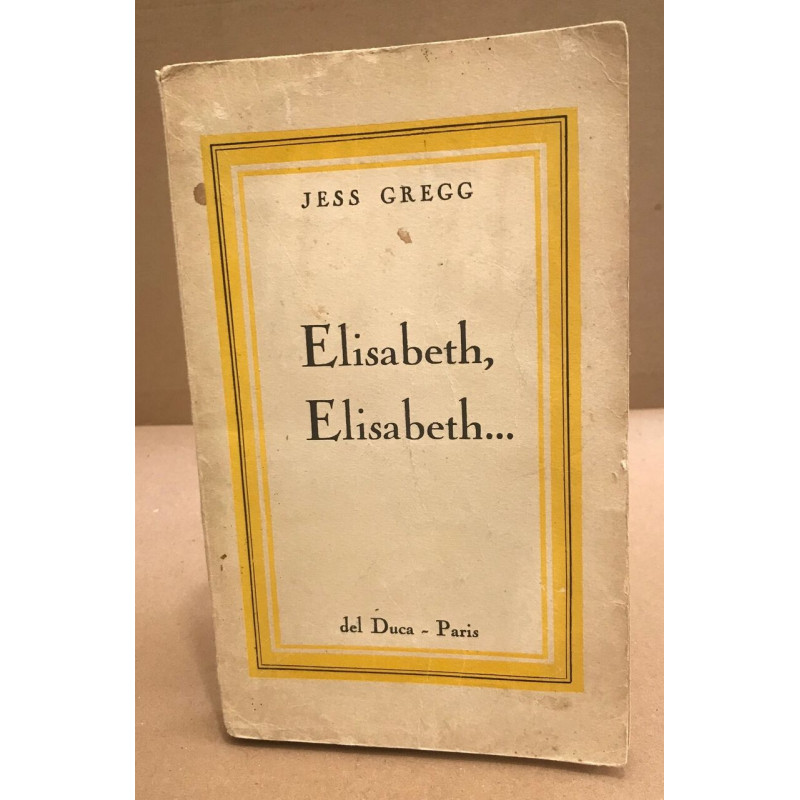 JESS GREGG
Elisabeth,
Elisabeth...
del Duca - Paris